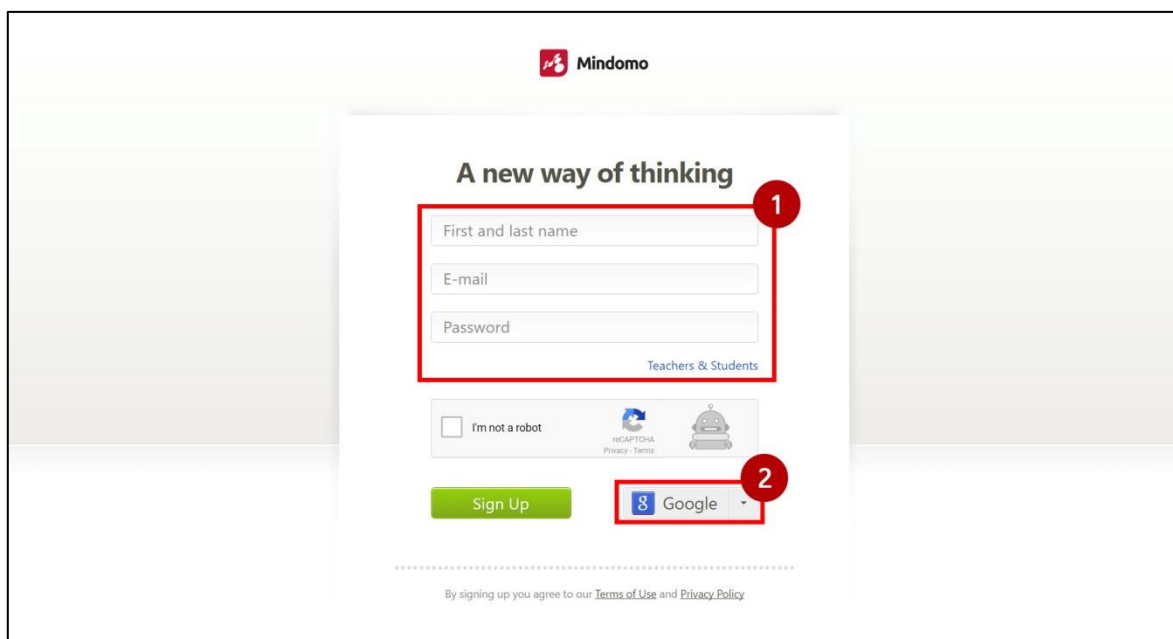 Mindomo
A new way of thinking
1
First and last name
E-mail
Password
Teachers & Students
I'm not a robot
reCAPTCHA
Privacy - Terms
2
Sign Up
8 Google
By signing up you agree to our Terms of Use and Privacy Policy